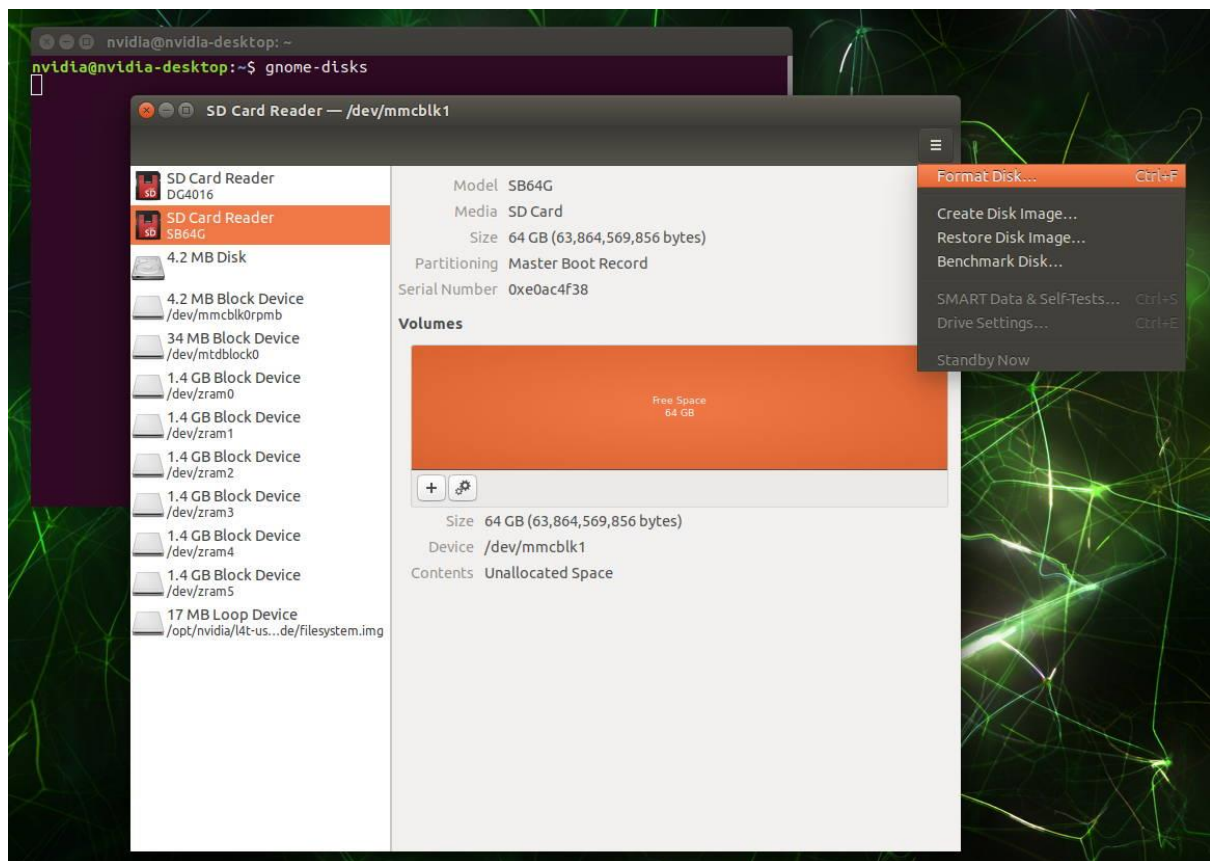 nvidia@nvidia-desktop: ~
nvidia@nvidia-desktop:~$ gnome-disks
SD Card Reader — /dev/mmcblk1
SD Card Reader
DG4016
SD Card Reader
SB64G
4.2 MB Disk
4.2 MB Block Device
/dev/mmcblk0rpmb
34 MB Block Device
/dev/mtdblock0
1.4 GB Block Device
/dev/zram0
1.4 GB Block Device
/dev/zram1
1.4 GB Block Device
/dev/zram2
1.4 GB Block Device
/dev/zram3
1.4 GB Block Device
/dev/zram4
1.4 GB Block Device
/dev/zram5
17 MB Loop Device
/opt/nvidia/l4t-us...de/filesystem.img
Model SB64G
Media SD Card
Size 64 GB (63,864,569,856 bytes)
Partitioning Master Boot Record
Serial Number 0xe0ac4f38
Volumes
Free Space
64 GB
Size 64 GB (63,864,569,856 bytes)
Device /dev/mmcblk1
Contents Unallocated Space
Format Disk... Ctrl+F
Create Disk Image...
Restore Disk Image...
Benchmark Disk...
SMART Data & Self-Tests... Ctrl+S
Drive Settings... Ctrl+E
Standby Now